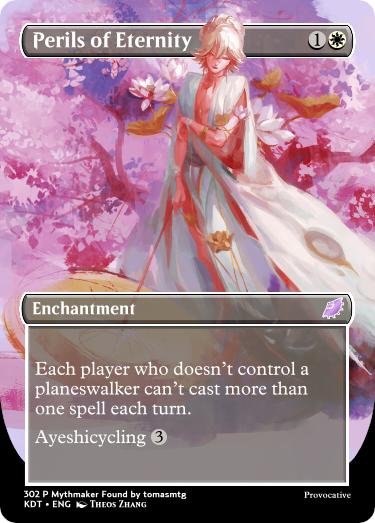 Perils of Eternity 1
Enchantment
Each player who doesn't control a
planeswalker can't cast more than
one spell each turn.
Ayeshicycling 3
302 P Mythmaker Found by tomasmtg
KDT • ENG Theos Zhang
Provocative